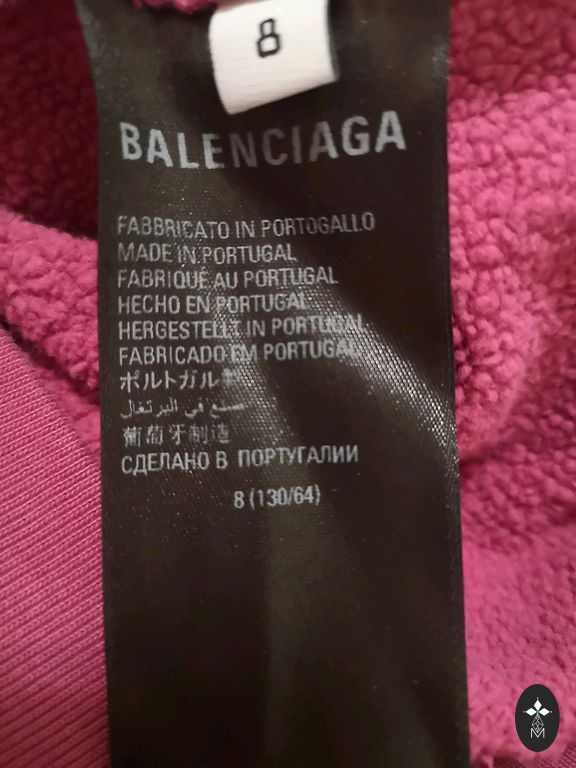 8
BALENCIAGA
FABBRICATO IN PORTOGALLO
MADE IN PORTUGAL
FABRIQUÉ AU PORTUGAL
HECHO EN PORTUGAL
HERGESTELLT IN PORTUGAL
FABRICADO EM PORTUGAL
ポルトガル製
صنع في البرتغال
葡萄牙制造
СДЕЛАНО В ПОРТУГАЛИИ
8 (130/64)
M